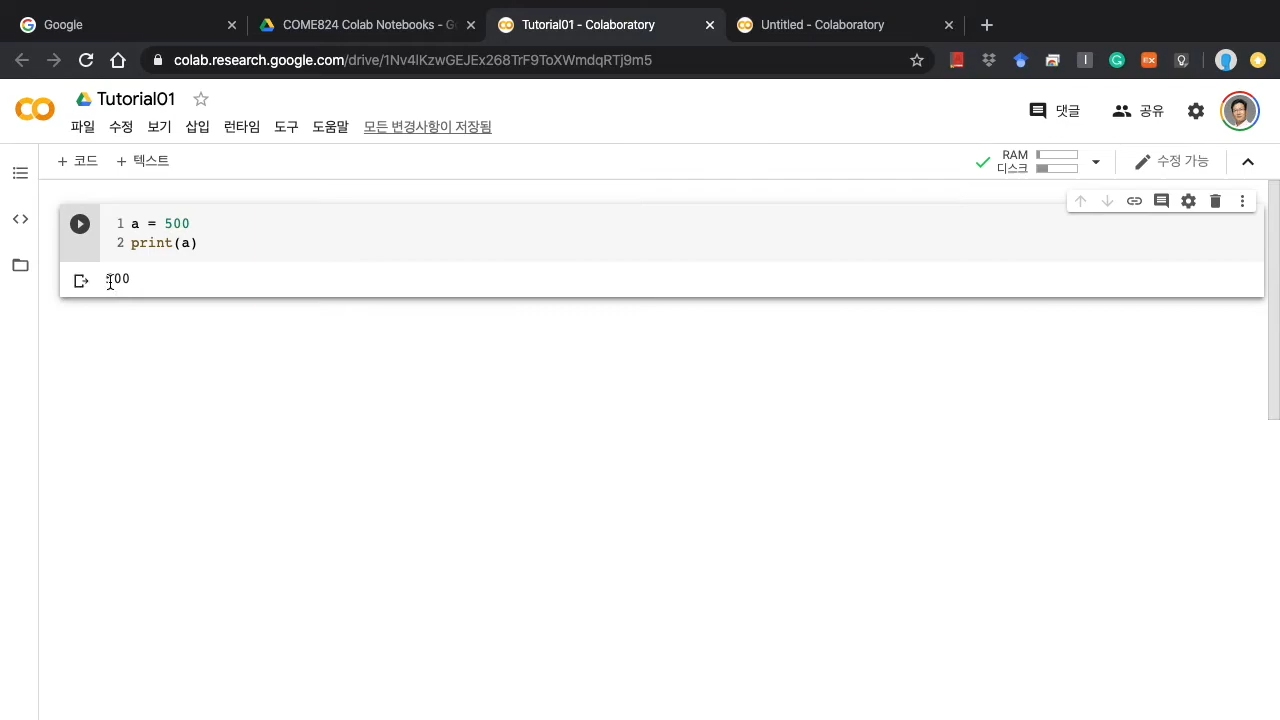 Google
COME824 Colab Notebooks - G
Tutorial01 - Colaboratory
Untitled - Colaboratory
colab.research.google.com/drive/1Nv4lKzwGEJEx268TrF9ToXWmdqRTj9m5
Tutorial01
댓글
공유
파일 수정 보기 삽입 런타임 도구 도움말 모든 변경사항이 저장됨
+ 코드 + 텍스트
RAM
디스크
수정 가능
1 a = 500
2 print(a)
00